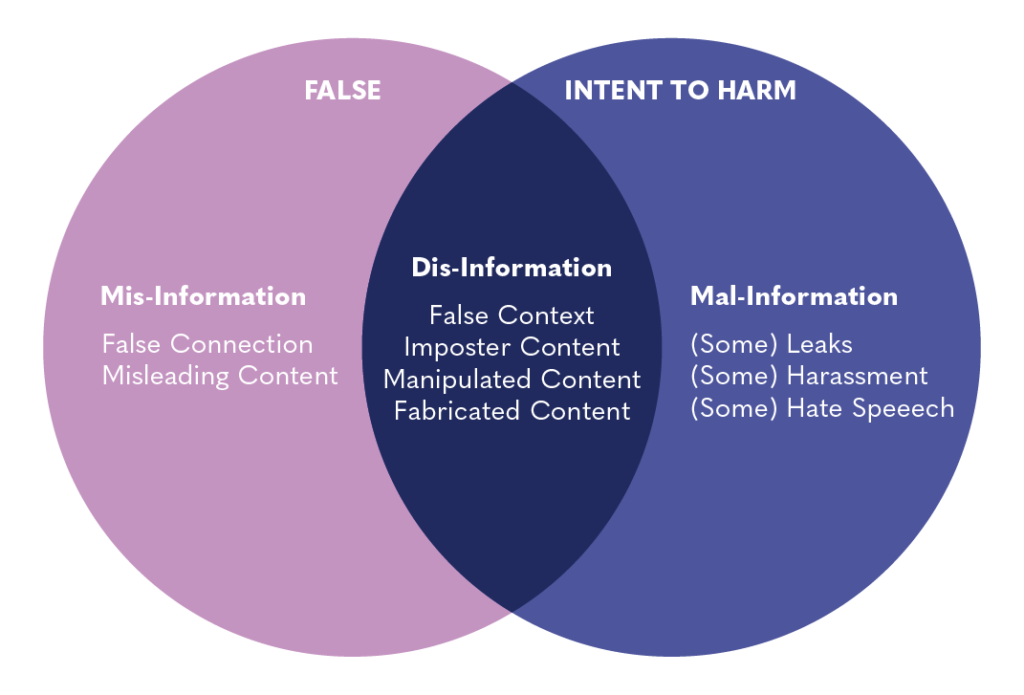 FALSE
INTENT TO HARM
Mis-Information
False Connection
Misleading Content
Dis-Information
False Context
Imposter Content
Manipulated Content
Fabricated Content
Mal-Information
(Some) Leaks
(Some) Harassment
(Some) Hate Speeech